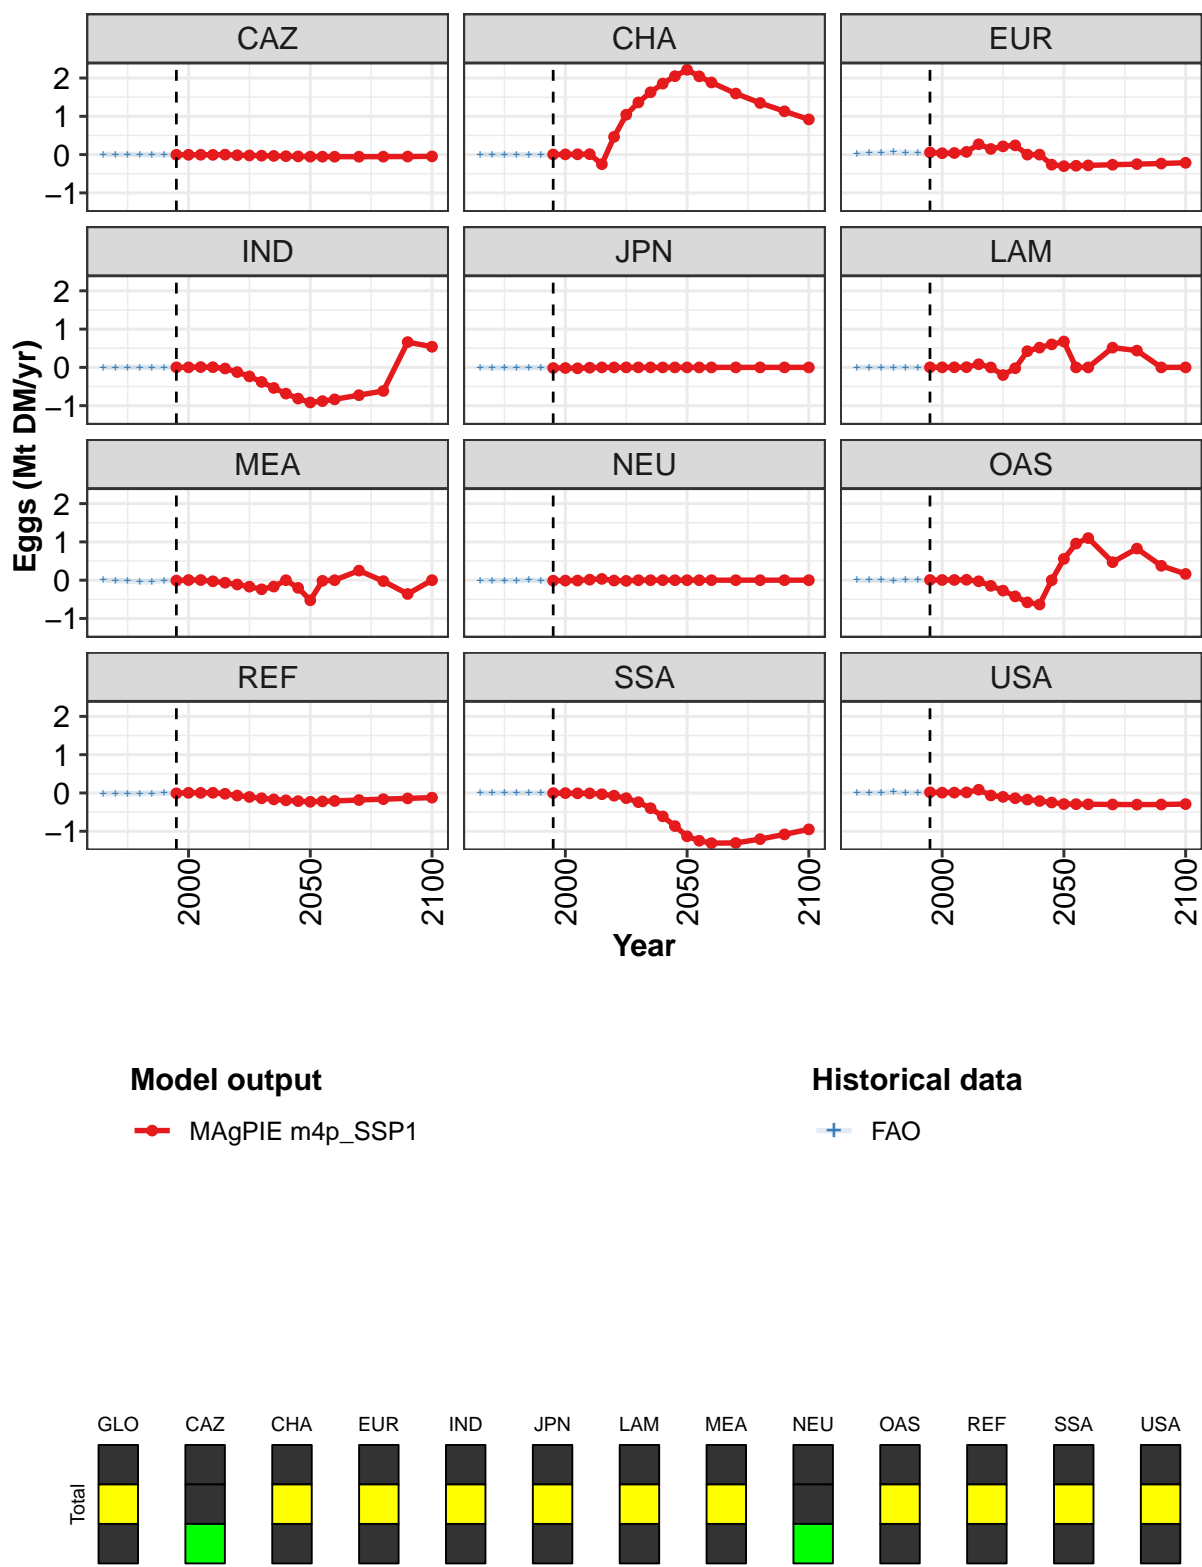 CAZ CHA EUR
2
1
0
−1
IND JPN LAM
2
1
0
−1
MEA NEU OAS
2
1
0
−1
REF SSA USA
2
1
0
−1
Eggs (Mt DM/yr)
2000 2050 2100 2000 2050 2100 2000 2050 2100
Year
Model output Historical data
MAgPIE m4p_SSP1 FAO
GLO CAZ CHA EUR IND JPN LAM MEA NEU OAS REF SSA USA
Total